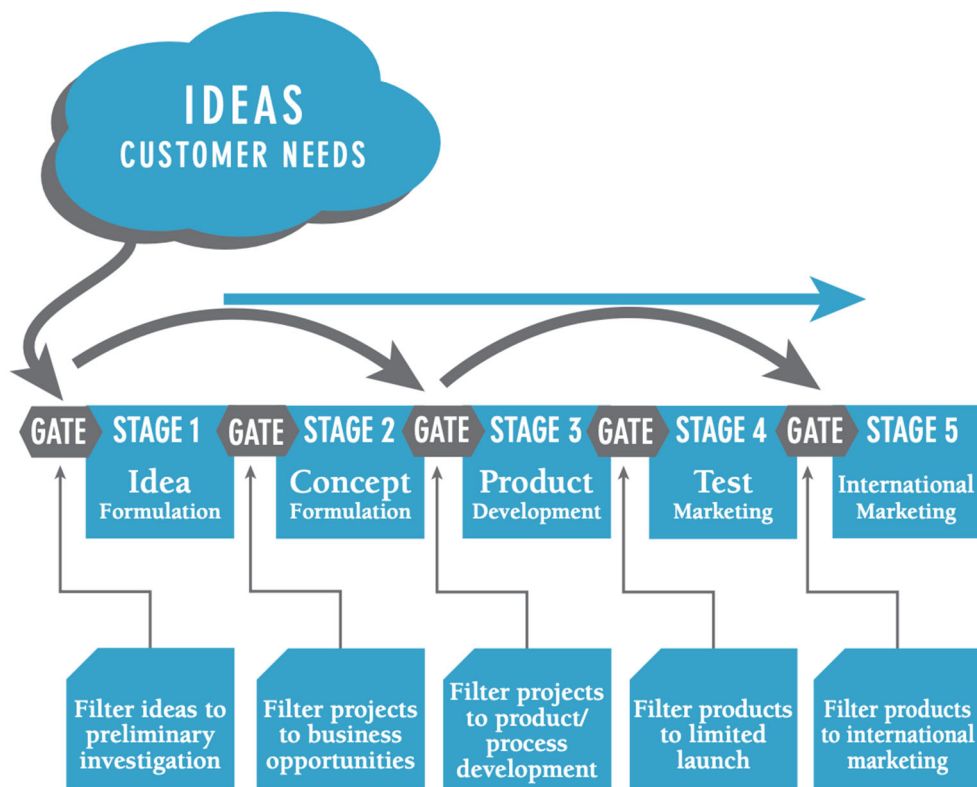 IDEAS
CUSTOMER NEEDS
GATE
STAGE 1
Idea
Formulation
GATE
STAGE 2
Concept
Formulation
GATE
STAGE 3
Product
Development
GATE
STAGE 4
Test
Marketing
GATE
STAGE 5
International
Marketing
Filter ideas to
preliminary
investigation
Filter projects
to business
opportunities
Filter projects
to product/
process
development
Filter products
to limited
launch
Filter products
to international
marketing